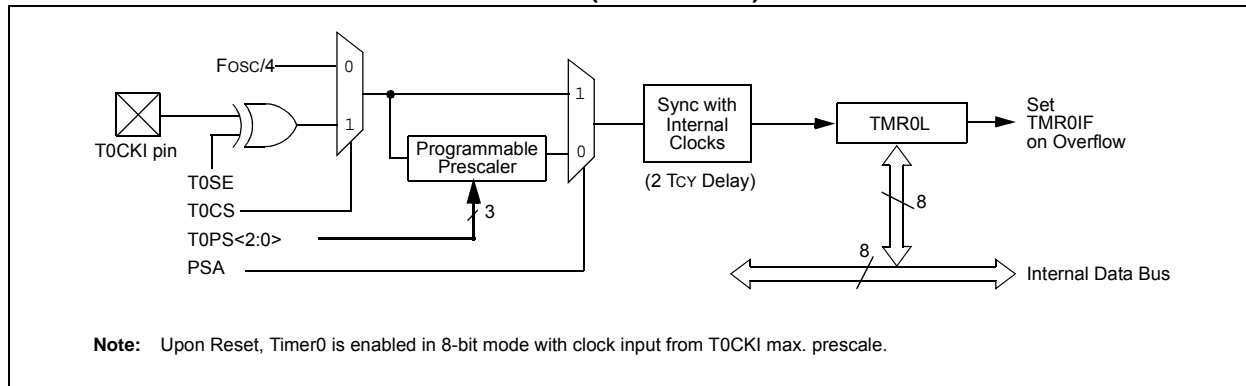 Fosc/4
0
1
T0CKI pin
T0SE
T0CS
T0PS<2:0>
PSA
Programmable
Prescaler
3
1
0
Sync with
Internal
Clocks
(2 TCY Delay)
TMR0L
Set
TMR0IF
on Overflow
8
8
Internal Data Bus
Note: Upon Reset, Timer0 is enabled in 8-bit mode with clock input from T0CKI max. prescale.